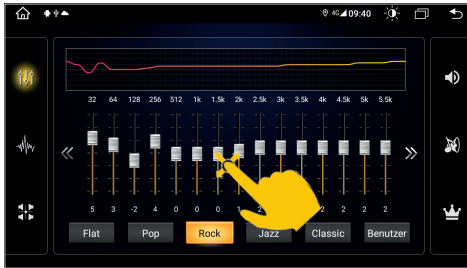 4G 09:40
32 64 128 256 512 1k 1.5k 2k 2.5k 3k 3.5k 4k 4.5k 5k 5.5k
5 3 -2 4 0 0 0 1 2 2 2 2 2
Flat Pop Rock Jazz Classic Benutzer